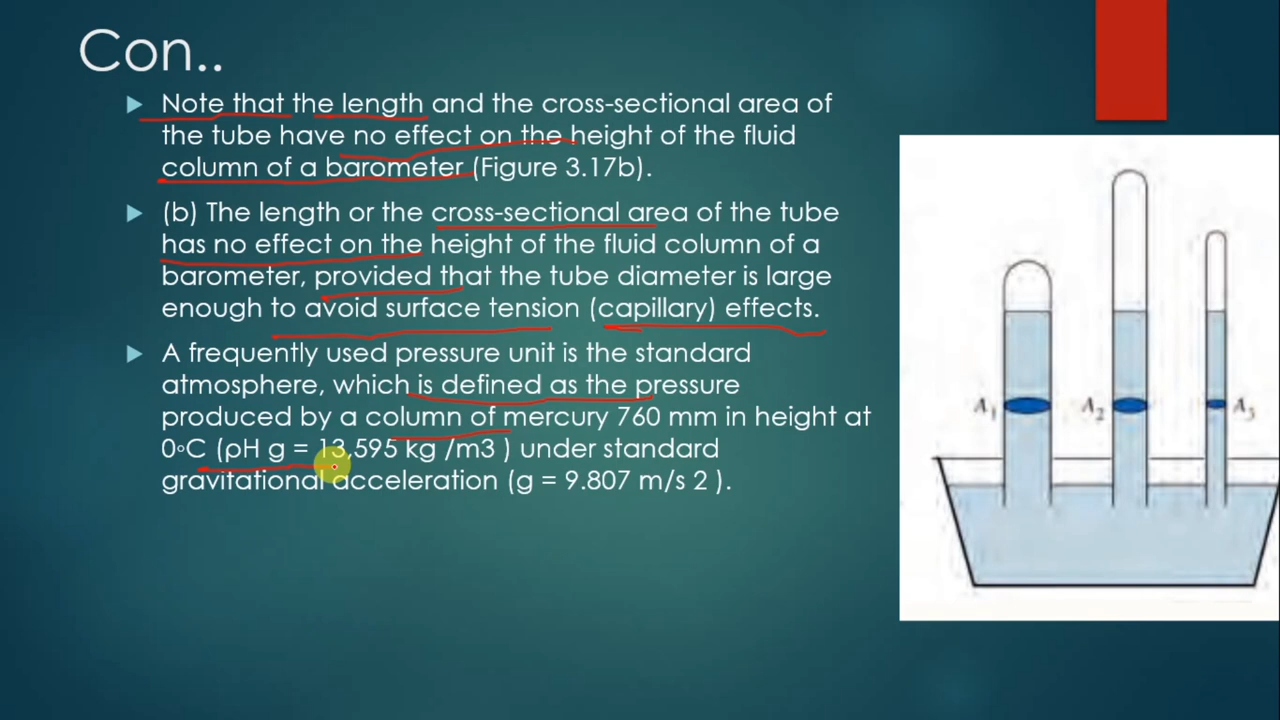 Con..
Note that the length and the cross-sectional area of
the tube have no effect on the height of the fluid
column of a barometer (Figure 3.17b).
(b) The length or the cross-sectional area of the tube
has no effect on the height of the fluid column of a
barometer, provided that the tube diameter is large
enough to avoid surface tension (capillary) effects.
A frequently used pressure unit is the standard
atmosphere, which is defined as the pressure
produced by a column of mercury 760 mm in height at
0◦C (ρH g = 13,595 kg /m3 ) under standard
gravitational acceleration (g = 9.807 m/s 2 ).
A1 A2 A3